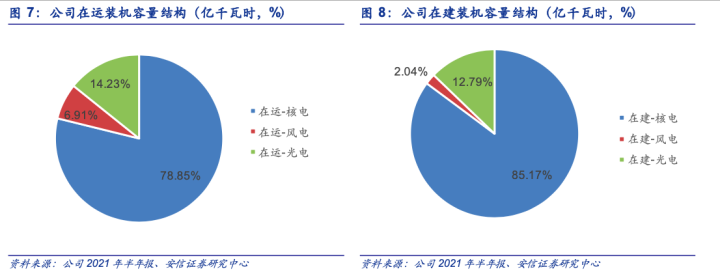 图 7：公司在运装机容量结构（亿千瓦时，%）
14.23%
6.91%
78.85%
在运-核电
在运-风电
在运-光电
资料来源：公司 2021 年半年报、安信证券研究中心
图 8：公司在建装机容量结构（亿千瓦时，%）
2.04%
12.79%
85.17%
在建-核电
在建-风电
在建-光电
资料来源：公司 2021 年半年报、安信证券研究中心